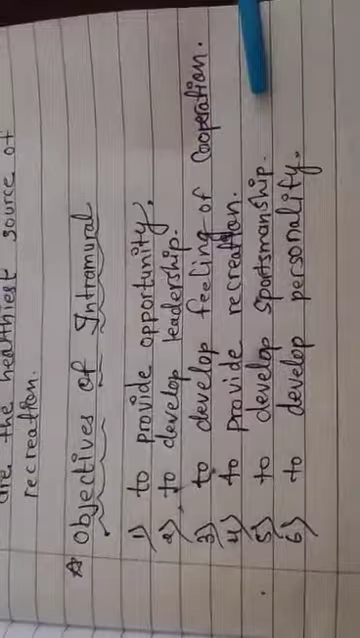 are the healthiest source of
recreation.
☆ Objectives of Intramural
1) to provide opportunity.
2) to develop leadership.
3) to develop feeling of Cooperation.
4) to provide recreation.
5) to develop Sportsmanship.
6) to develop personality.